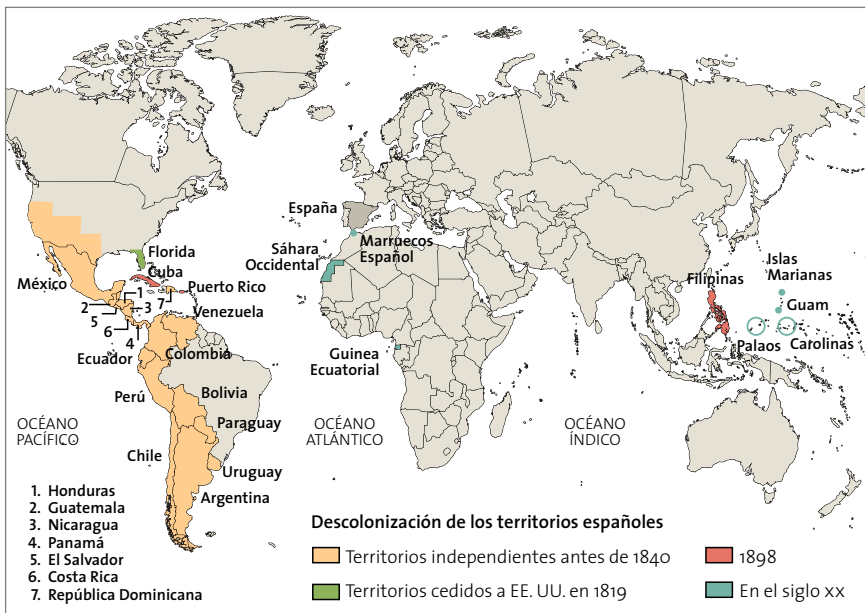 España
Sáhara
Occidental
Marruecos
Español
Florida
Cuba
México
Puerto Rico
Venezuela
1
2
3
4
5
6
7
Ecuador
Colombia
Perú
Bolivia
Paraguay
Chile
Uruguay
Argentina
Guinea
Ecuatorial
Filipinas
Islas
Marianas
Guam
Palaos
Carolinas
OCÉANO
PACÍFICO
OCÉANO
ATLÁNTICO
OCÉANO
ÍNDICO
1. Honduras
2. Guatemala
3. Nicaragua
4. Panamá
5. El Salvador
6. Costa Rica
7. República Dominicana
Descolonización de los territorios españoles
Territorios independientes antes de 1840
Territorios cedidos a EE. UU. en 1819
1898
En el siglo XX